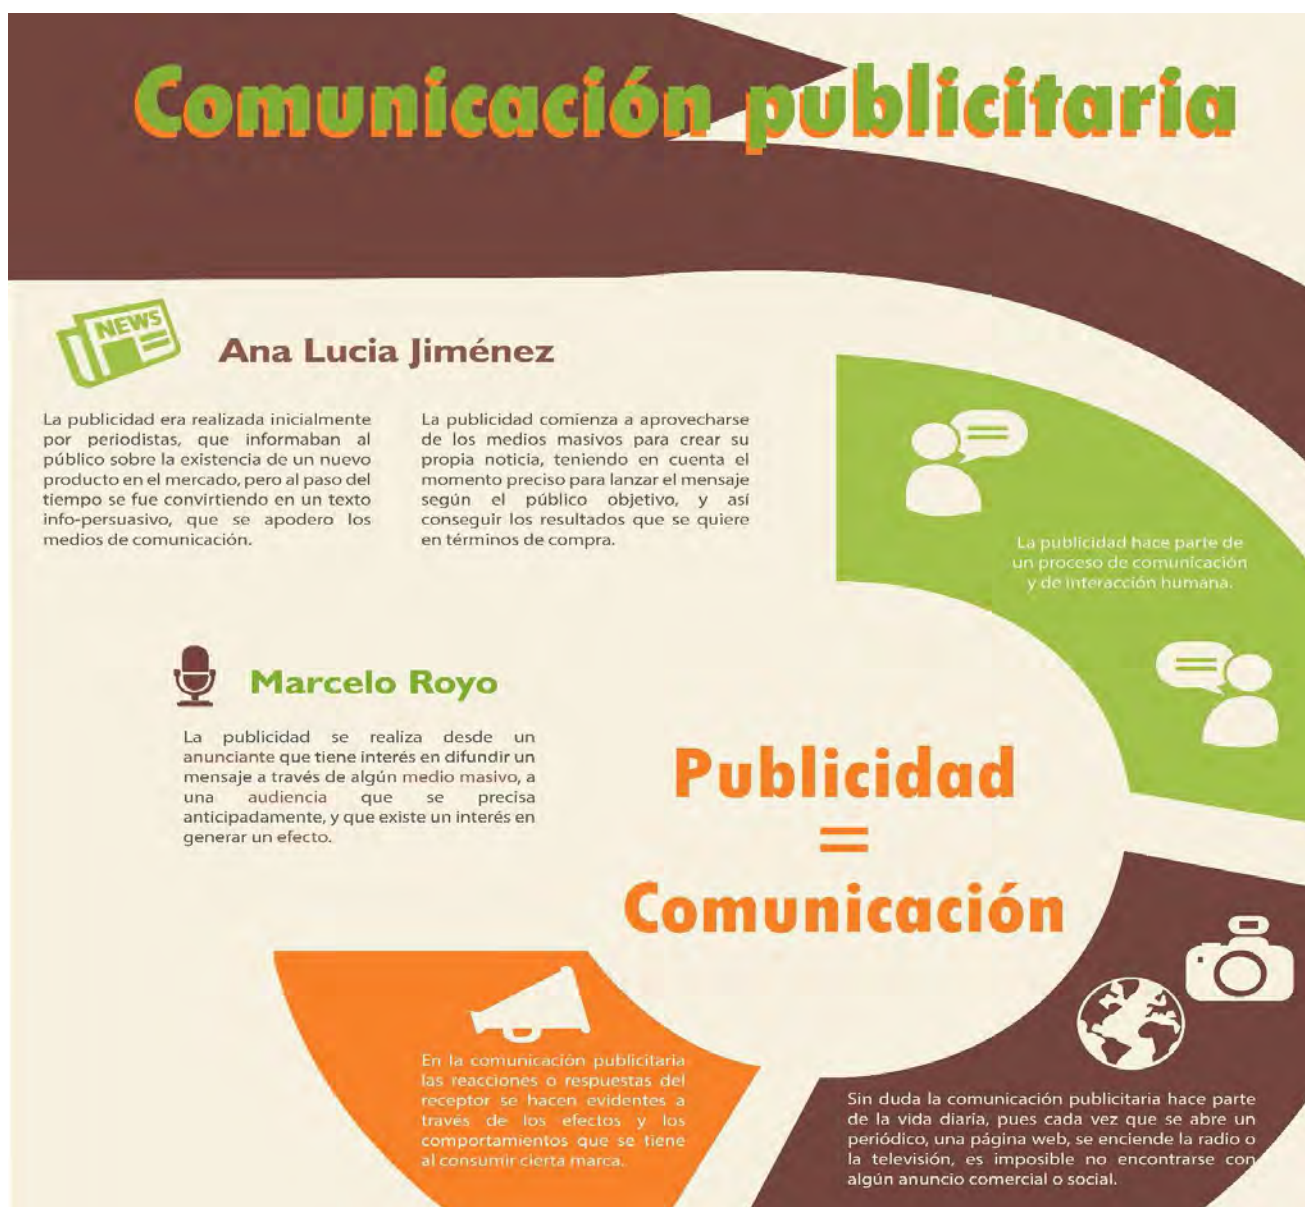 Comunicación publicitaria
NEWS
Ana Lucia Jiménez
La publicidad era realizada inicialmente
por periodistas, que informaban al
público sobre la existencia de un nuevo
producto en el mercado, pero al paso del
tiempo se fue convirtiendo en un texto
info-persuasivo, que se apodero los
medios de comunicación.
La publicidad comienza a aprovecharse
de los medios masivos para crear su
propia noticia, teniendo en cuenta el
momento preciso para lanzar el mensaje
según el público objetivo, y así
conseguir los resultados que se quiere
en términos de compra.
La publicidad hace parte de
un proceso de comunicación
y de interacción humana.
Marcelo Royo
La publicidad se realiza desde un
anunciante que tiene interés en difundir un
mensaje a través de algún medio masivo, a
una audiencia que se precisa
anticipadamente, y que existe un interés en
generar un efecto.
Publicidad
=
Comunicación
En la comunicación publicitaria
las reacciones o respuestas del
receptor se hacen evidentes a
través de los efectos y los
comportamientos que se tiene
al consumir cierta marca.
Sin duda la comunicación publicitaria hace parte
de la vida diaría, pues cada vez que se abre un
periódico, una página web, se enciende la radio o
la televisión, es imposible no encontrarse con
algún anuncio comercial o social.